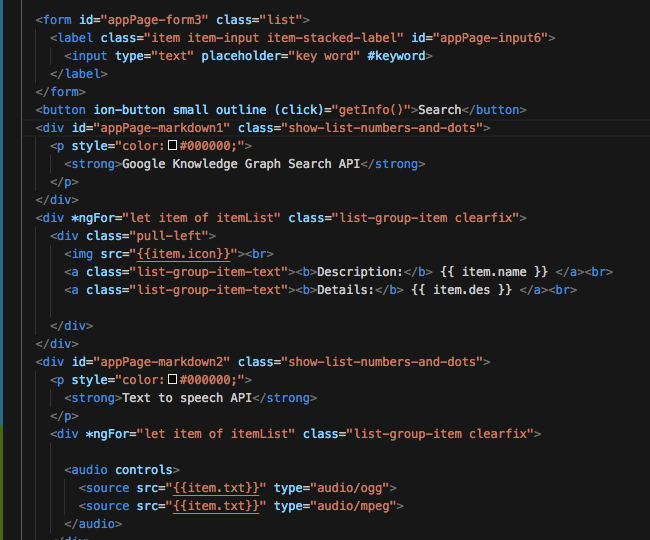 <form id="appPage-form3" class="list">
<label class="item item-input item-stacked-label" id="appPage-input6">
<input type="text" placeholder="key word" #keyword>
</label>
</form>
<button ion-button small outline (click)="getInfo()">Search</button>
<div id="appPage-markdown1" class="show-list-numbers-and-dots">
<p style="color:#000000;">
<strong>Google Knowledge Graph Search API</strong>
</p>
</div>
<div *ngFor="let item of itemList" class="list-group-item clearfix">
<div class="pull-left">
<img src="{{item.icon}}"><br>
<a class="list-group-item-text"><b>Description:</b> {{ item.name }} </a><br>
<a class="list-group-item-text"><b>Details:</b> {{ item.des }} </a><br>
</div>
</div>
<div id="appPage-markdown2" class="show-list-numbers-and-dots">
<p style="color:#000000;">
<strong>Text to speech API</strong>
</p>
<div *ngFor="let item of itemList" class="list-group-item clearfix">
<audio controls>
<source src="{{item.txt}}" type="audio/ogg">
<source src="{{item.txt}}" type="audio/mpeg">
</audio>